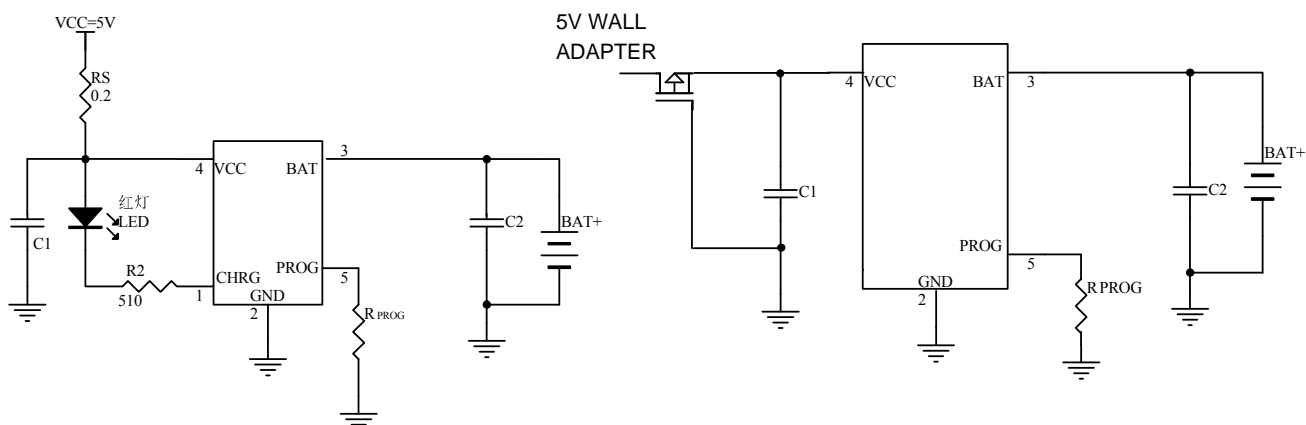 VCC=5V
RS
0.2
4
VCC
BAT
3
红灯
LED
C1
C2
BAT+
R2
510
CHRG
1
PROG
5
GND
2
R PROG
5V WALL
ADAPTER
4
VCC
BAT
3
C1
C2
BAT+
PROG
5
GND
2
R PROG